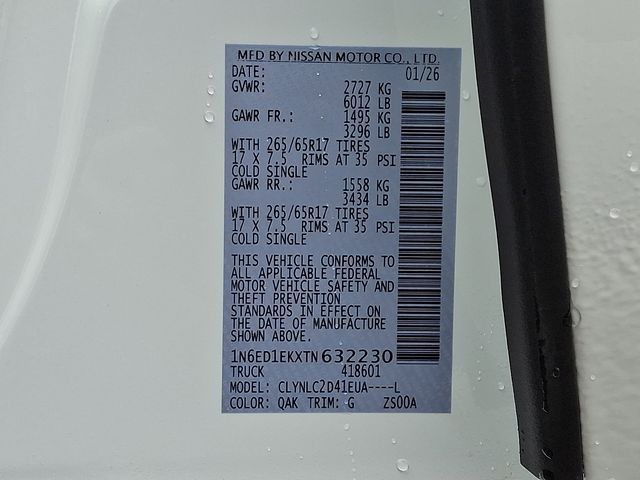 MFD BY NISSAN MOTOR CO., LTD.
DATE: 01/26
GVWR: 2727 KG
6012 LB
GAWR FR.: 1495 KG
3296 LB
WITH 265/65R17 TIRES
17 X 7.5 RIMS AT 35 PSI
COLD SINGLE
GAWR RR.: 1558 KG
3434 LB
WITH 265/65R17 TIRES
17 X 7.5 RIMS AT 35 PSI
COLD SINGLE
THIS VEHICLE CONFORMS TO
ALL APPLICABLE FEDERAL
MOTOR VEHICLE SAFETY AND
THEFT PREVENTION
STANDARDS IN EFFECT ON
THE DATE OF MANUFACTURE
SHOWN ABOVE.
1N6ED1EKXTN632230
TRUCK 418601
MODEL: CLYNLC2D41EUA----L
COLOR: QAK TRIM: G ZS00A